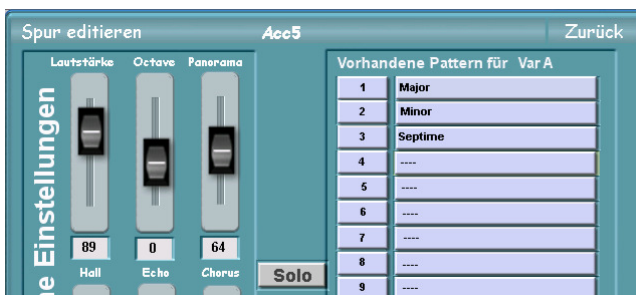 Spur editieren Acc5 Zurück
Lautstärke Octave Panorama
89 0 64
Hall Echo Chorus
e Einstellungen
Solo
Vorhandene Pattern für Var A
1 Major
2 Minor
3 Septime
4 ----
5 ----
6 ----
7 ----
8 ----
9 ----